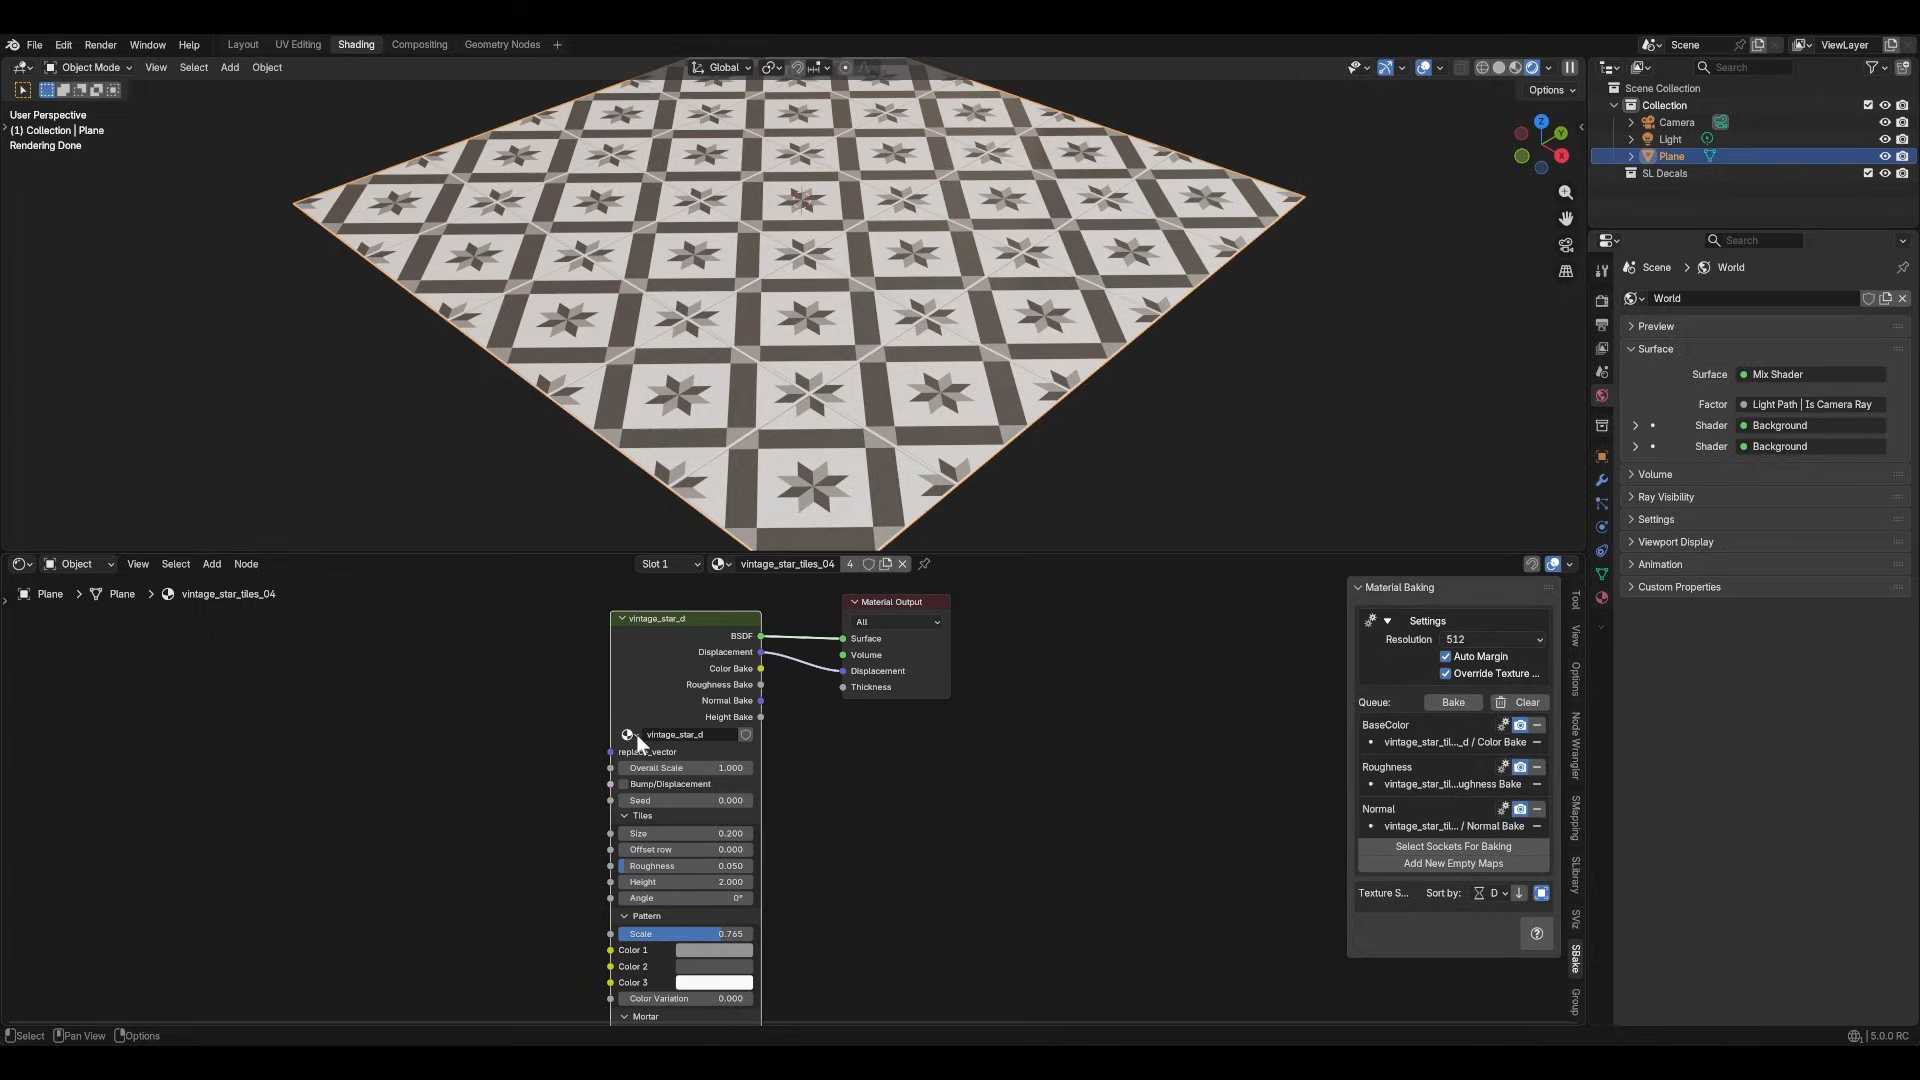 File Edit Render Window Help Layout UV Editing Shading Compositing Geometry Nodes + Scene ViewLayer
Object Mode View Select Add Object Global Search
Options
User Perspective
(1) Collection | Plane
Rendering Done
Z
Y
X
Scene Collection
Collection
Camera
Light
Plane
SL Decals
Search
Scene > World
World
Preview
Surface
Surface Mix Shader
Factor Light Path | Is Camera Ray
Shader Background
Shader Background
Volume
Ray Visibility
Settings
Viewport Display
Animation
Custom Properties
Object View Select Add Node Slot 1 vintage_star_tiles_04 4
Plane > Plane > vintage_star_tiles_04
vintage_star_d
BSDF
Displacement
Color Bake
Roughness Bake
Normal Bake
Height Bake
vintage_star_d
Overall Scale 1.000
Bump/Displacement
Seed 0.000
Tiles
Size 0.200
Offset row 0.000
Roughness 0.050
Height 2.000
Angle 0°
Pattern
Scale 0.765
Color 1
Color 2
Color 3
Color Variation 0.000
Mortar
Material Output
All
Surface
Volume
Displacement
Thickness
Material Baking
Settings
Resolution 512
Auto Margin
Override Texture ...
Queue: Bake Clear
BaseColor
vintage_star_til..._d / Color Bake
Roughness
vintage_star_til...ughness Bake
Normal
vintage_star_til... / Normal Bake
Select Sockets For Baking
Add New Empty Maps
Texture S... Sort by: D
Tool
View
Options
Node Wrangler
SMapping
SLibrary
SViz
SBake
Group
Select Pan View Options 5.0.0 RC